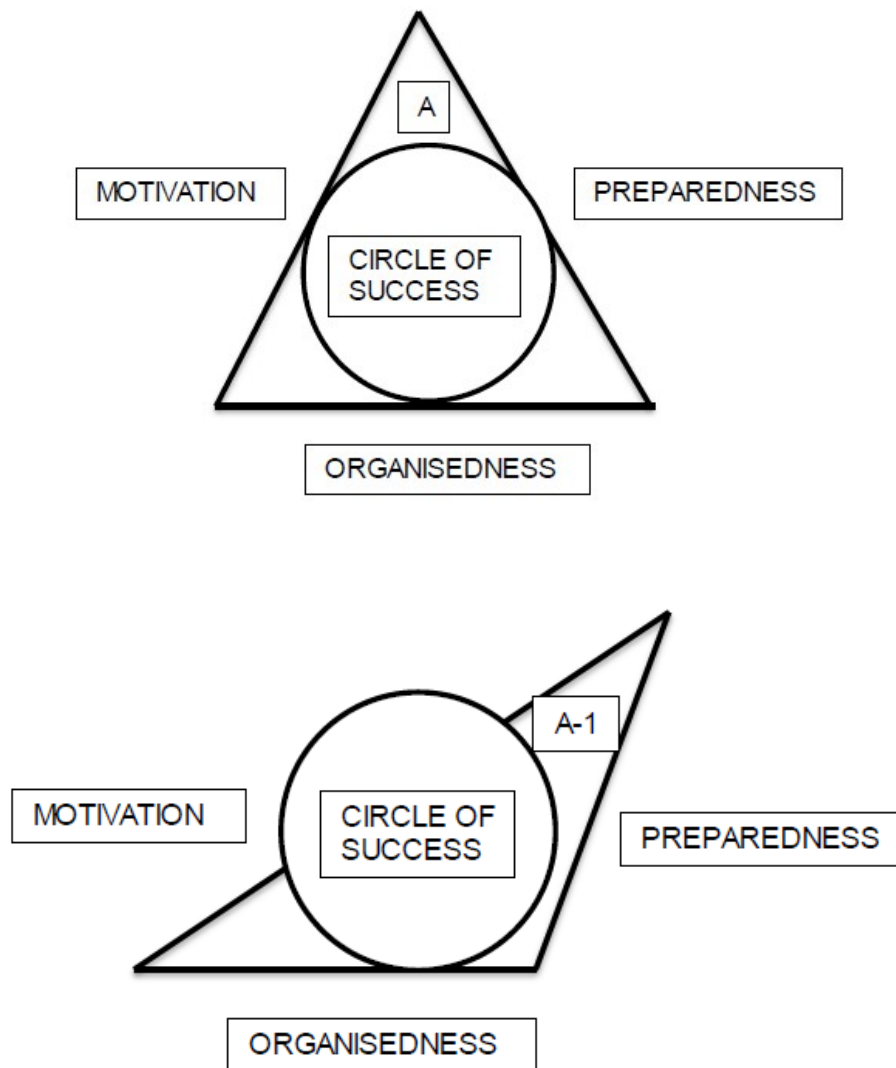 A
MOTIVATION
PREPAREDNESS
CIRCLE OF
SUCCESS
ORGANISEDNESS
A-1
MOTIVATION
CIRCLE OF
SUCCESS
PREPAREDNESS
ORGANISEDNESS